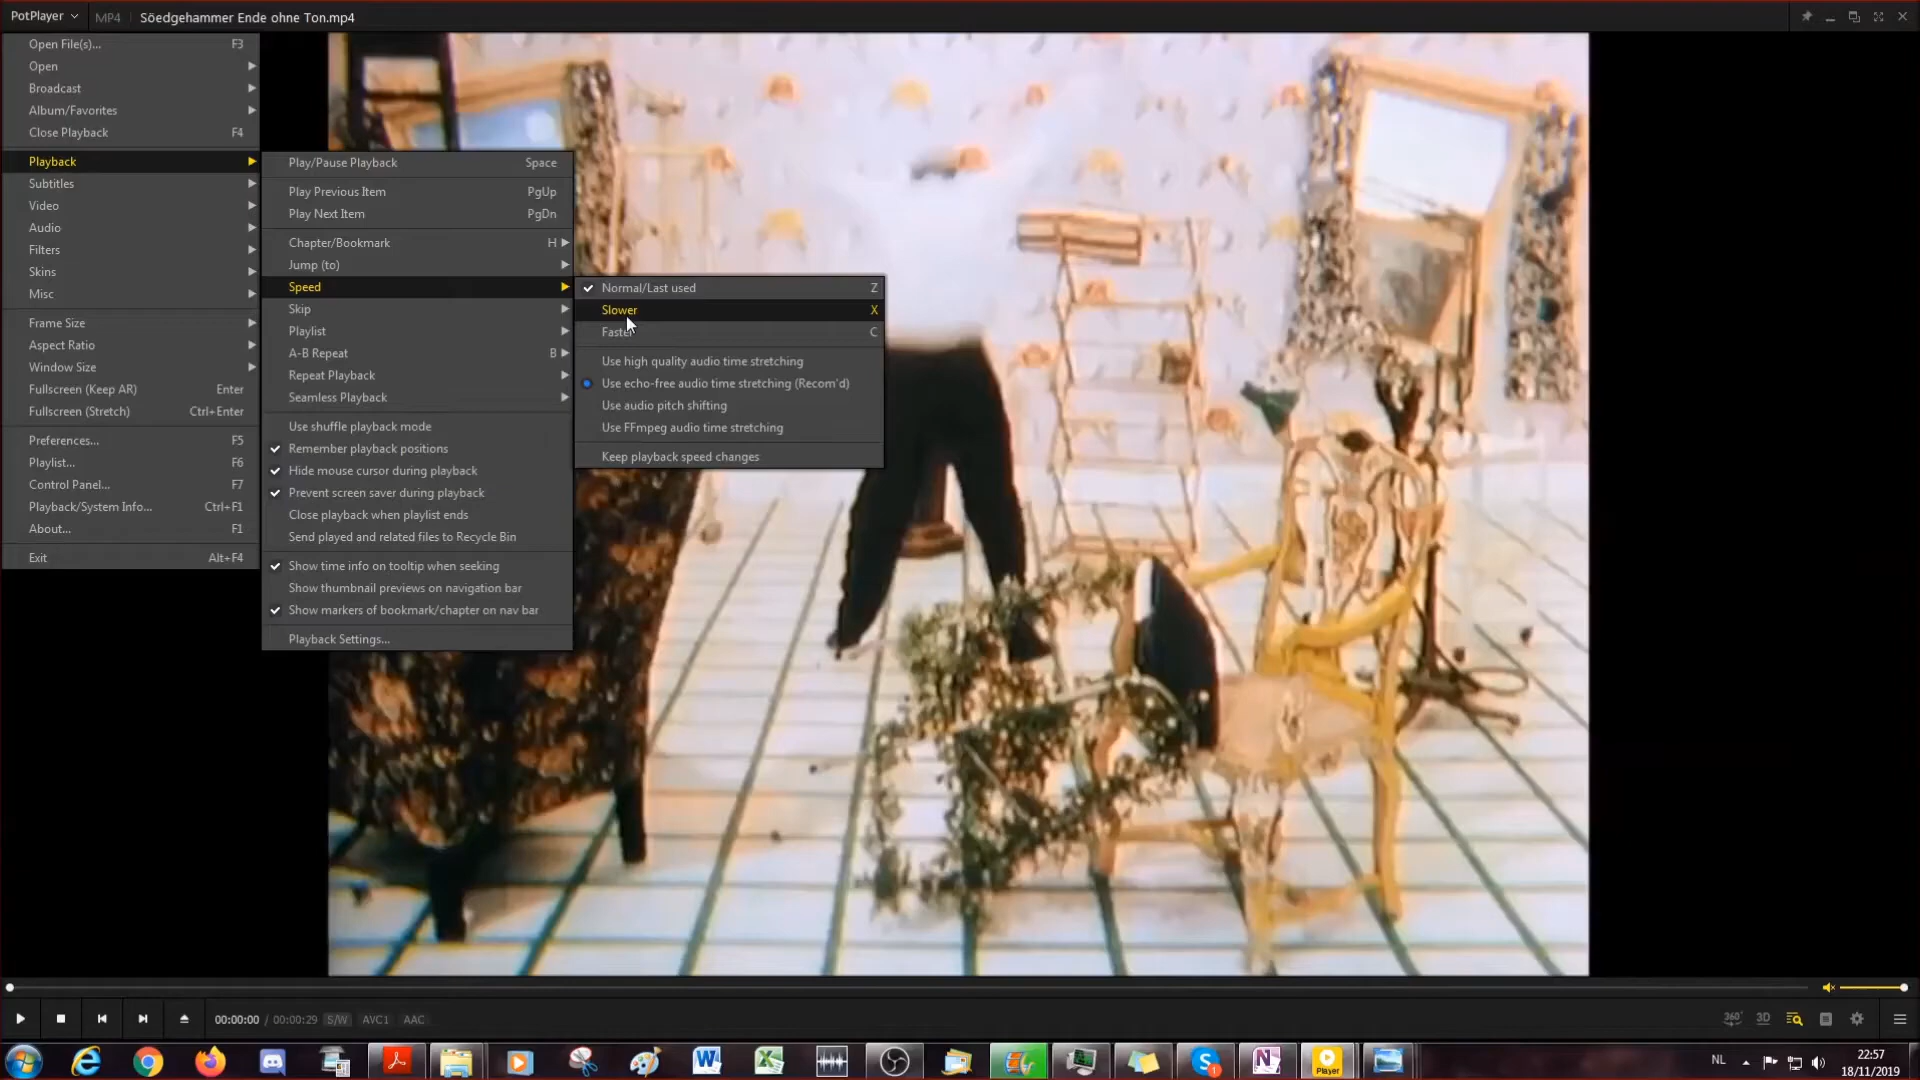 PotPlayer MP4 Söedgehammer Ende ohne Ton.mp4
Open File(s)... F3
Open
Broadcast
Album/Favorites
Close Playback F4
Playback
Subtitles
Video
Audio
Filters
Skins
Misc
Frame Size
Aspect Ratio
Window Size
Fullscreen (Keep AR) Enter
Fullscreen (Stretch) Ctrl+Enter
Preferences... F5
Playlist... F6
Control Panel... F7
Playback/System Info... Ctrl+F1
About... F1
Exit Alt+F4
Play/Pause Playback Space
Play Previous Item PgUp
Play Next Item PgDn
Chapter/Bookmark H
Jump (to)
Speed
Skip
Playlist
A-B Repeat B
Repeat Playback
Seamless Playback
Use shuffle playback mode
Remember playback positions
Hide mouse cursor during playback
Prevent screen saver during playback
Close playback when playlist ends
Send played and related files to Recycle Bin
Show time info on tooltip when seeking
Show thumbnail previews on navigation bar
Show markers of bookmark/chapter on nav bar
Playback Settings...
Normal/Last used Z
Slower X
Faster C
Use high quality audio time stretching
Use echo-free audio time stretching (Recom'd)
Use audio pitch shifting
Use FFmpeg audio time stretching
Keep playback speed changes
00:00:00 / 00:00:29 S/W AVC1 AAC
360° 3D
Player
NL
22:57
18/11/2019